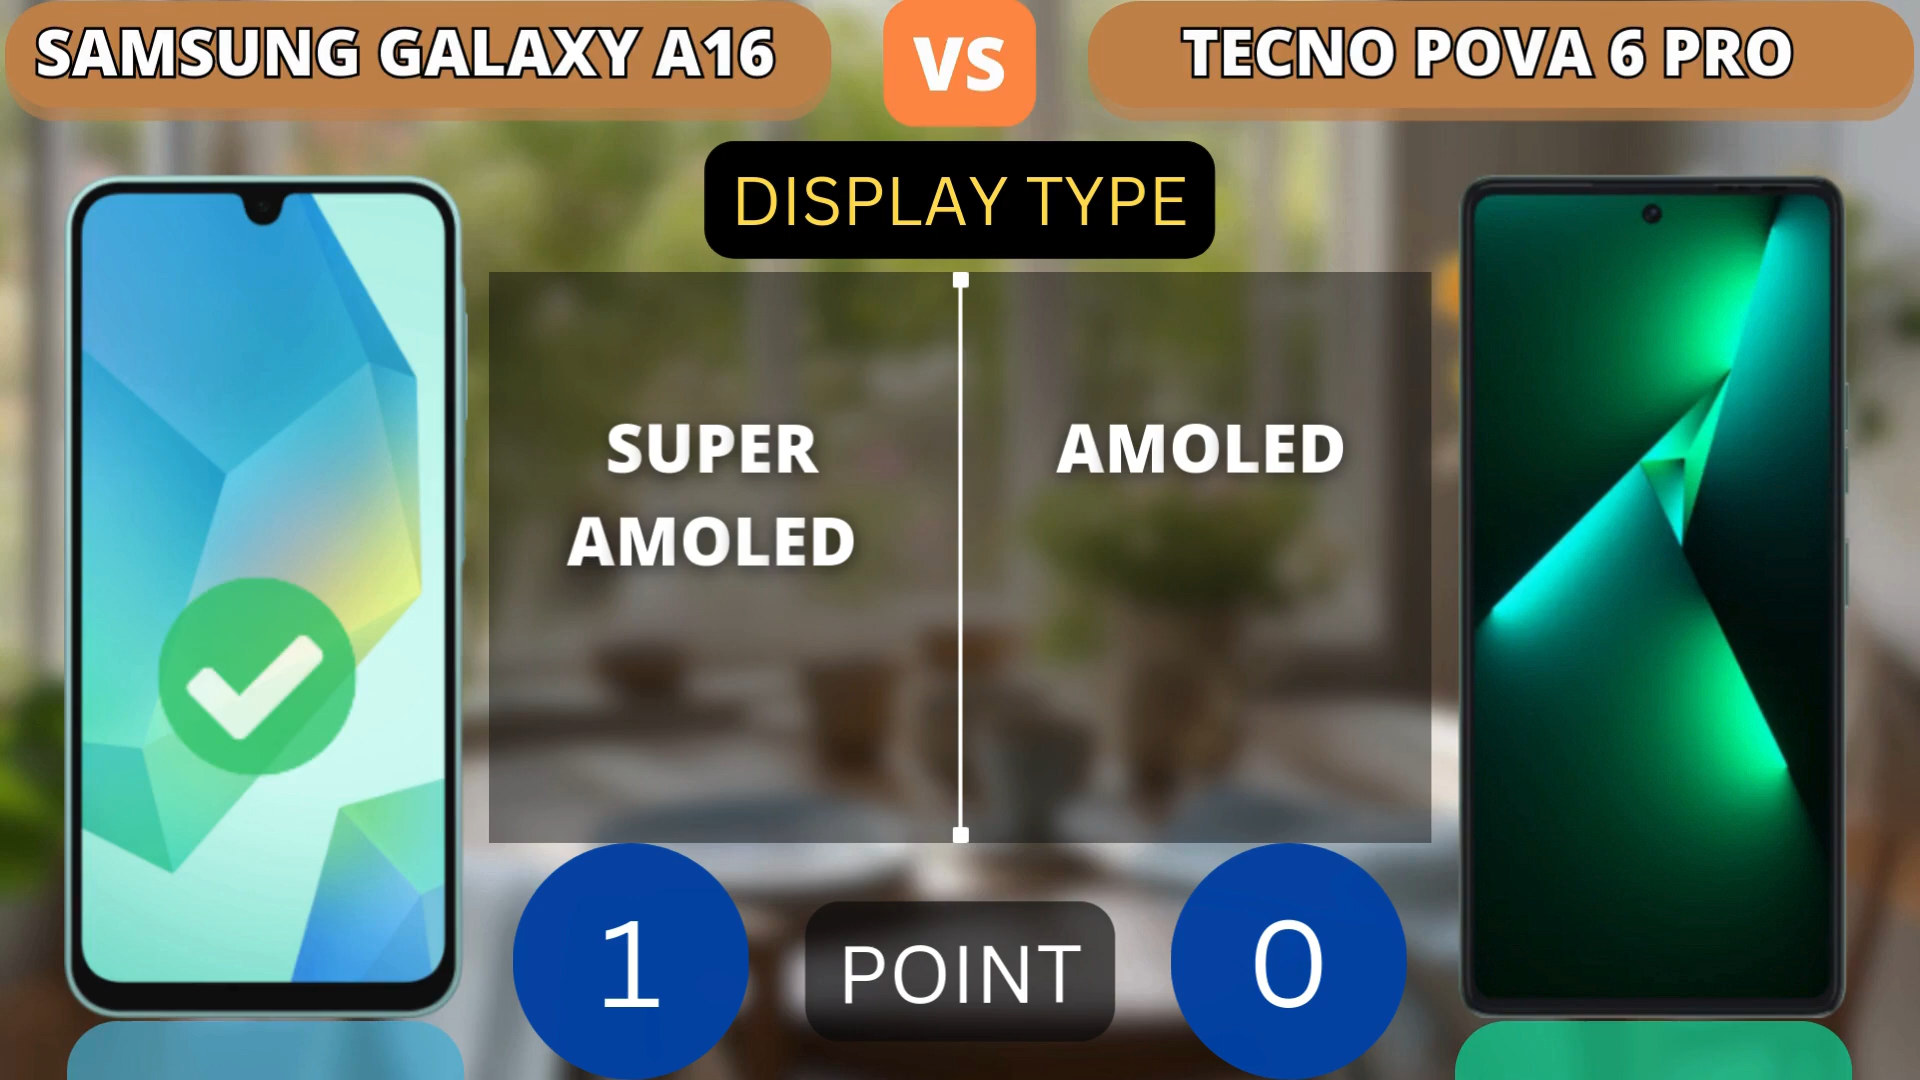 SAMSUNG GALAXY A16
VS
TECNO POVA 6 PRO
DISPLAY TYPE
SUPER
AMOLED
AMOLED
1
POINT
0